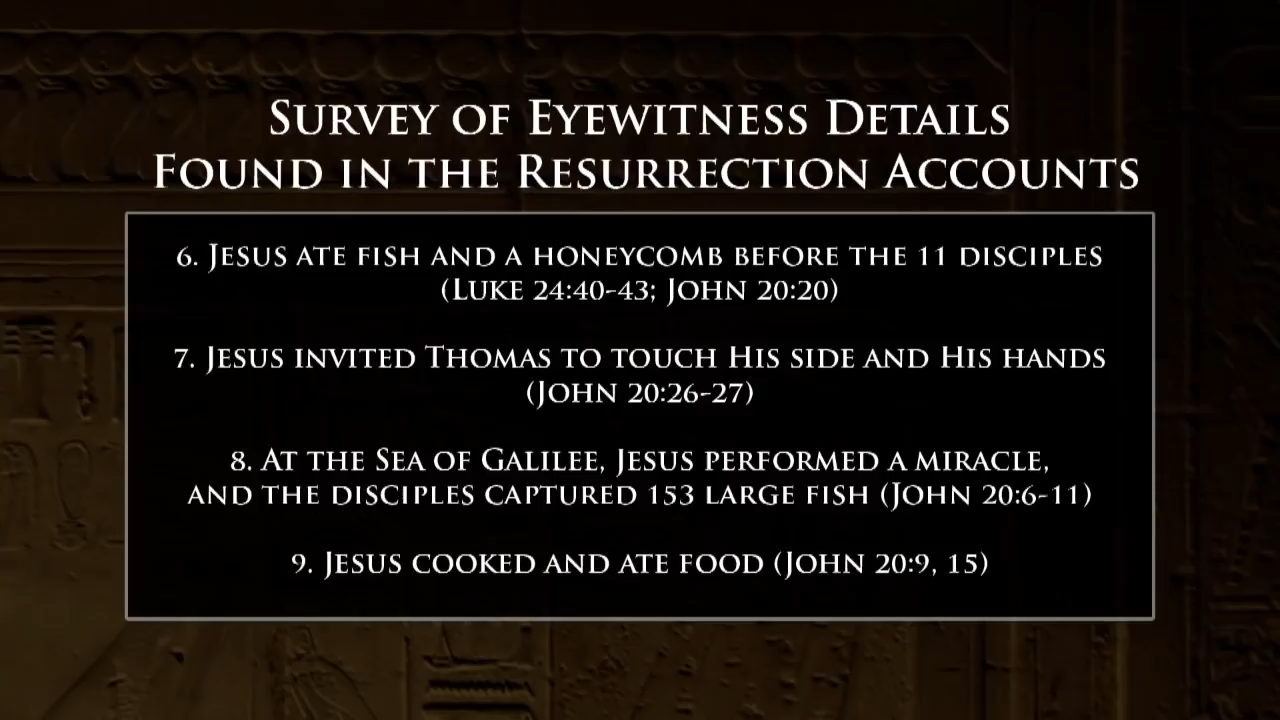 Survey of Eyewitness Details
Found in the Resurrection Accounts
6. Jesus ate fish and a honeycomb before the 11 disciples
(Luke 24:40-43; John 20:20)
7. Jesus invited Thomas to touch His side and His hands
(John 20:26-27)
8. At the Sea of Galilee, Jesus performed a miracle,
and the disciples captured 153 large fish (John 20:6-11)
9. Jesus cooked and ate food (John 20:9, 15)